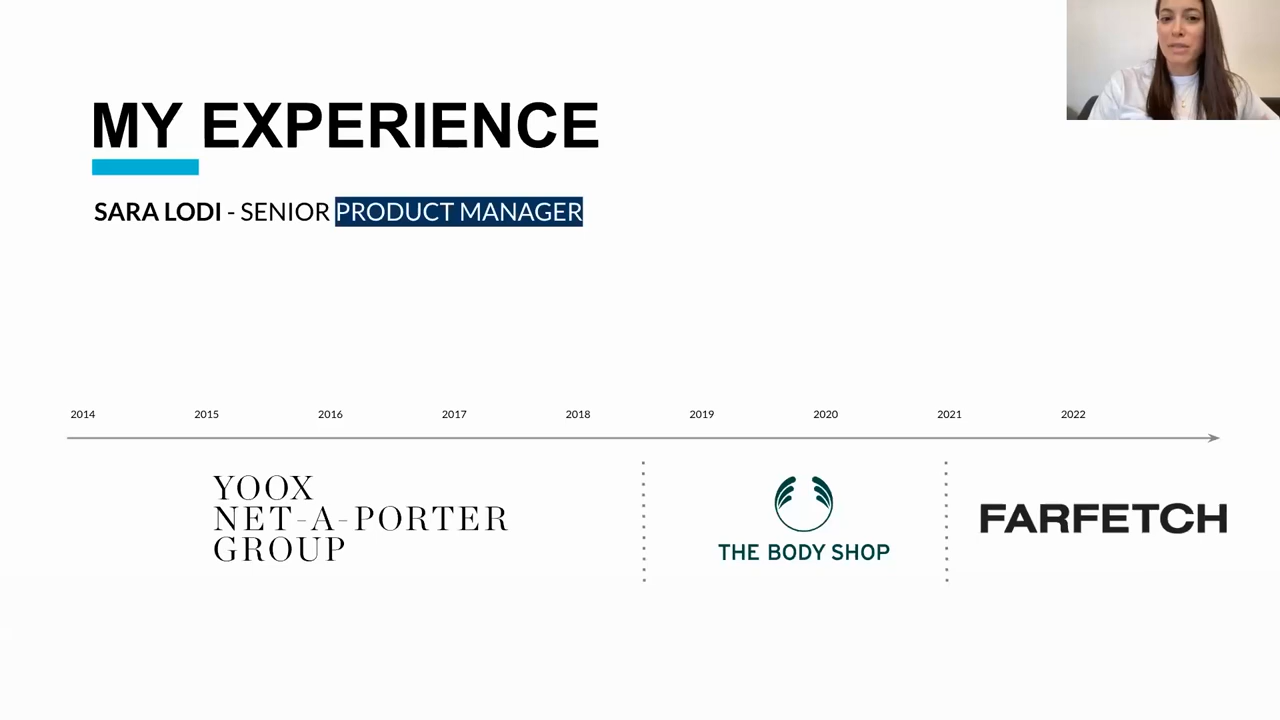 MY EXPERIENCE
SARA LODI - SENIOR PRODUCT MANAGER
2014 2015 2016 2017 2018 2019 2020 2021 2022
YOOX
NET-A-PORTER
GROUP
THE BODY SHOP
FARFETCH